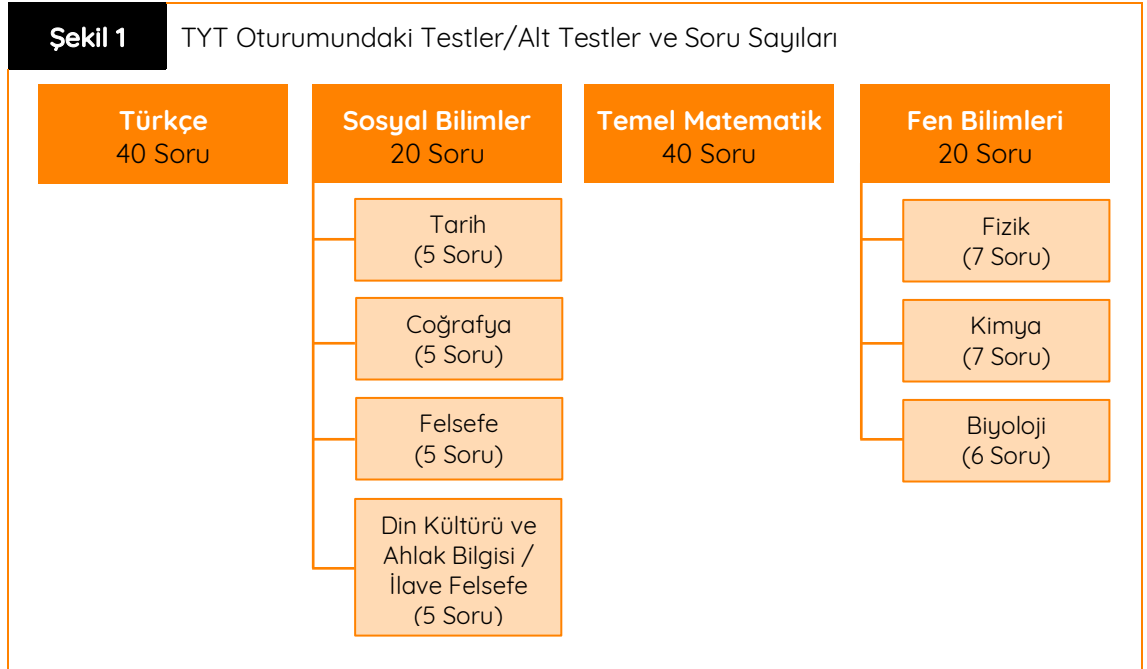 Şekil 1
TYT Oturumundaki Testler/Alt Testler ve Soru Sayıları
Türkçe
40 Soru
Sosyal Bilimler
20 Soru
Tarih
(5 Soru)
Coğrafya
(5 Soru)
Felsefe
(5 Soru)
Din Kültürü ve
Ahlak Bilgisi /
İlave Felsefe
(5 Soru)
Temel Matematik
40 Soru
Fen Bilimleri
20 Soru
Fizik
(7 Soru)
Kimya
(7 Soru)
Biyoloji
(6 Soru)